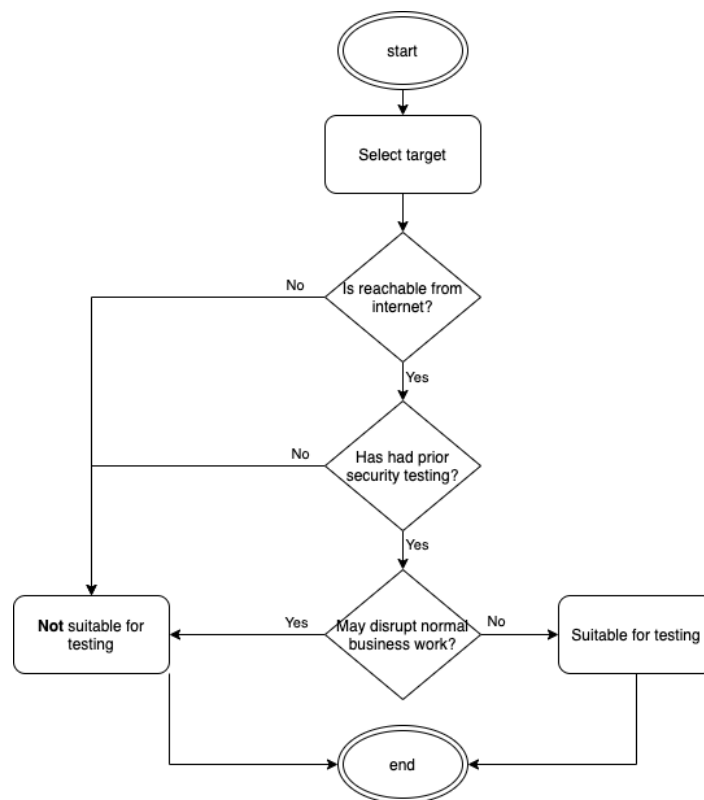 start
Select target
No
Is reachable from
internet?
Yes
No
Has had prior
security testing?
Yes
Not suitable for
testing
Yes
May disrupt normal
business work?
No
Suitable for testing
end